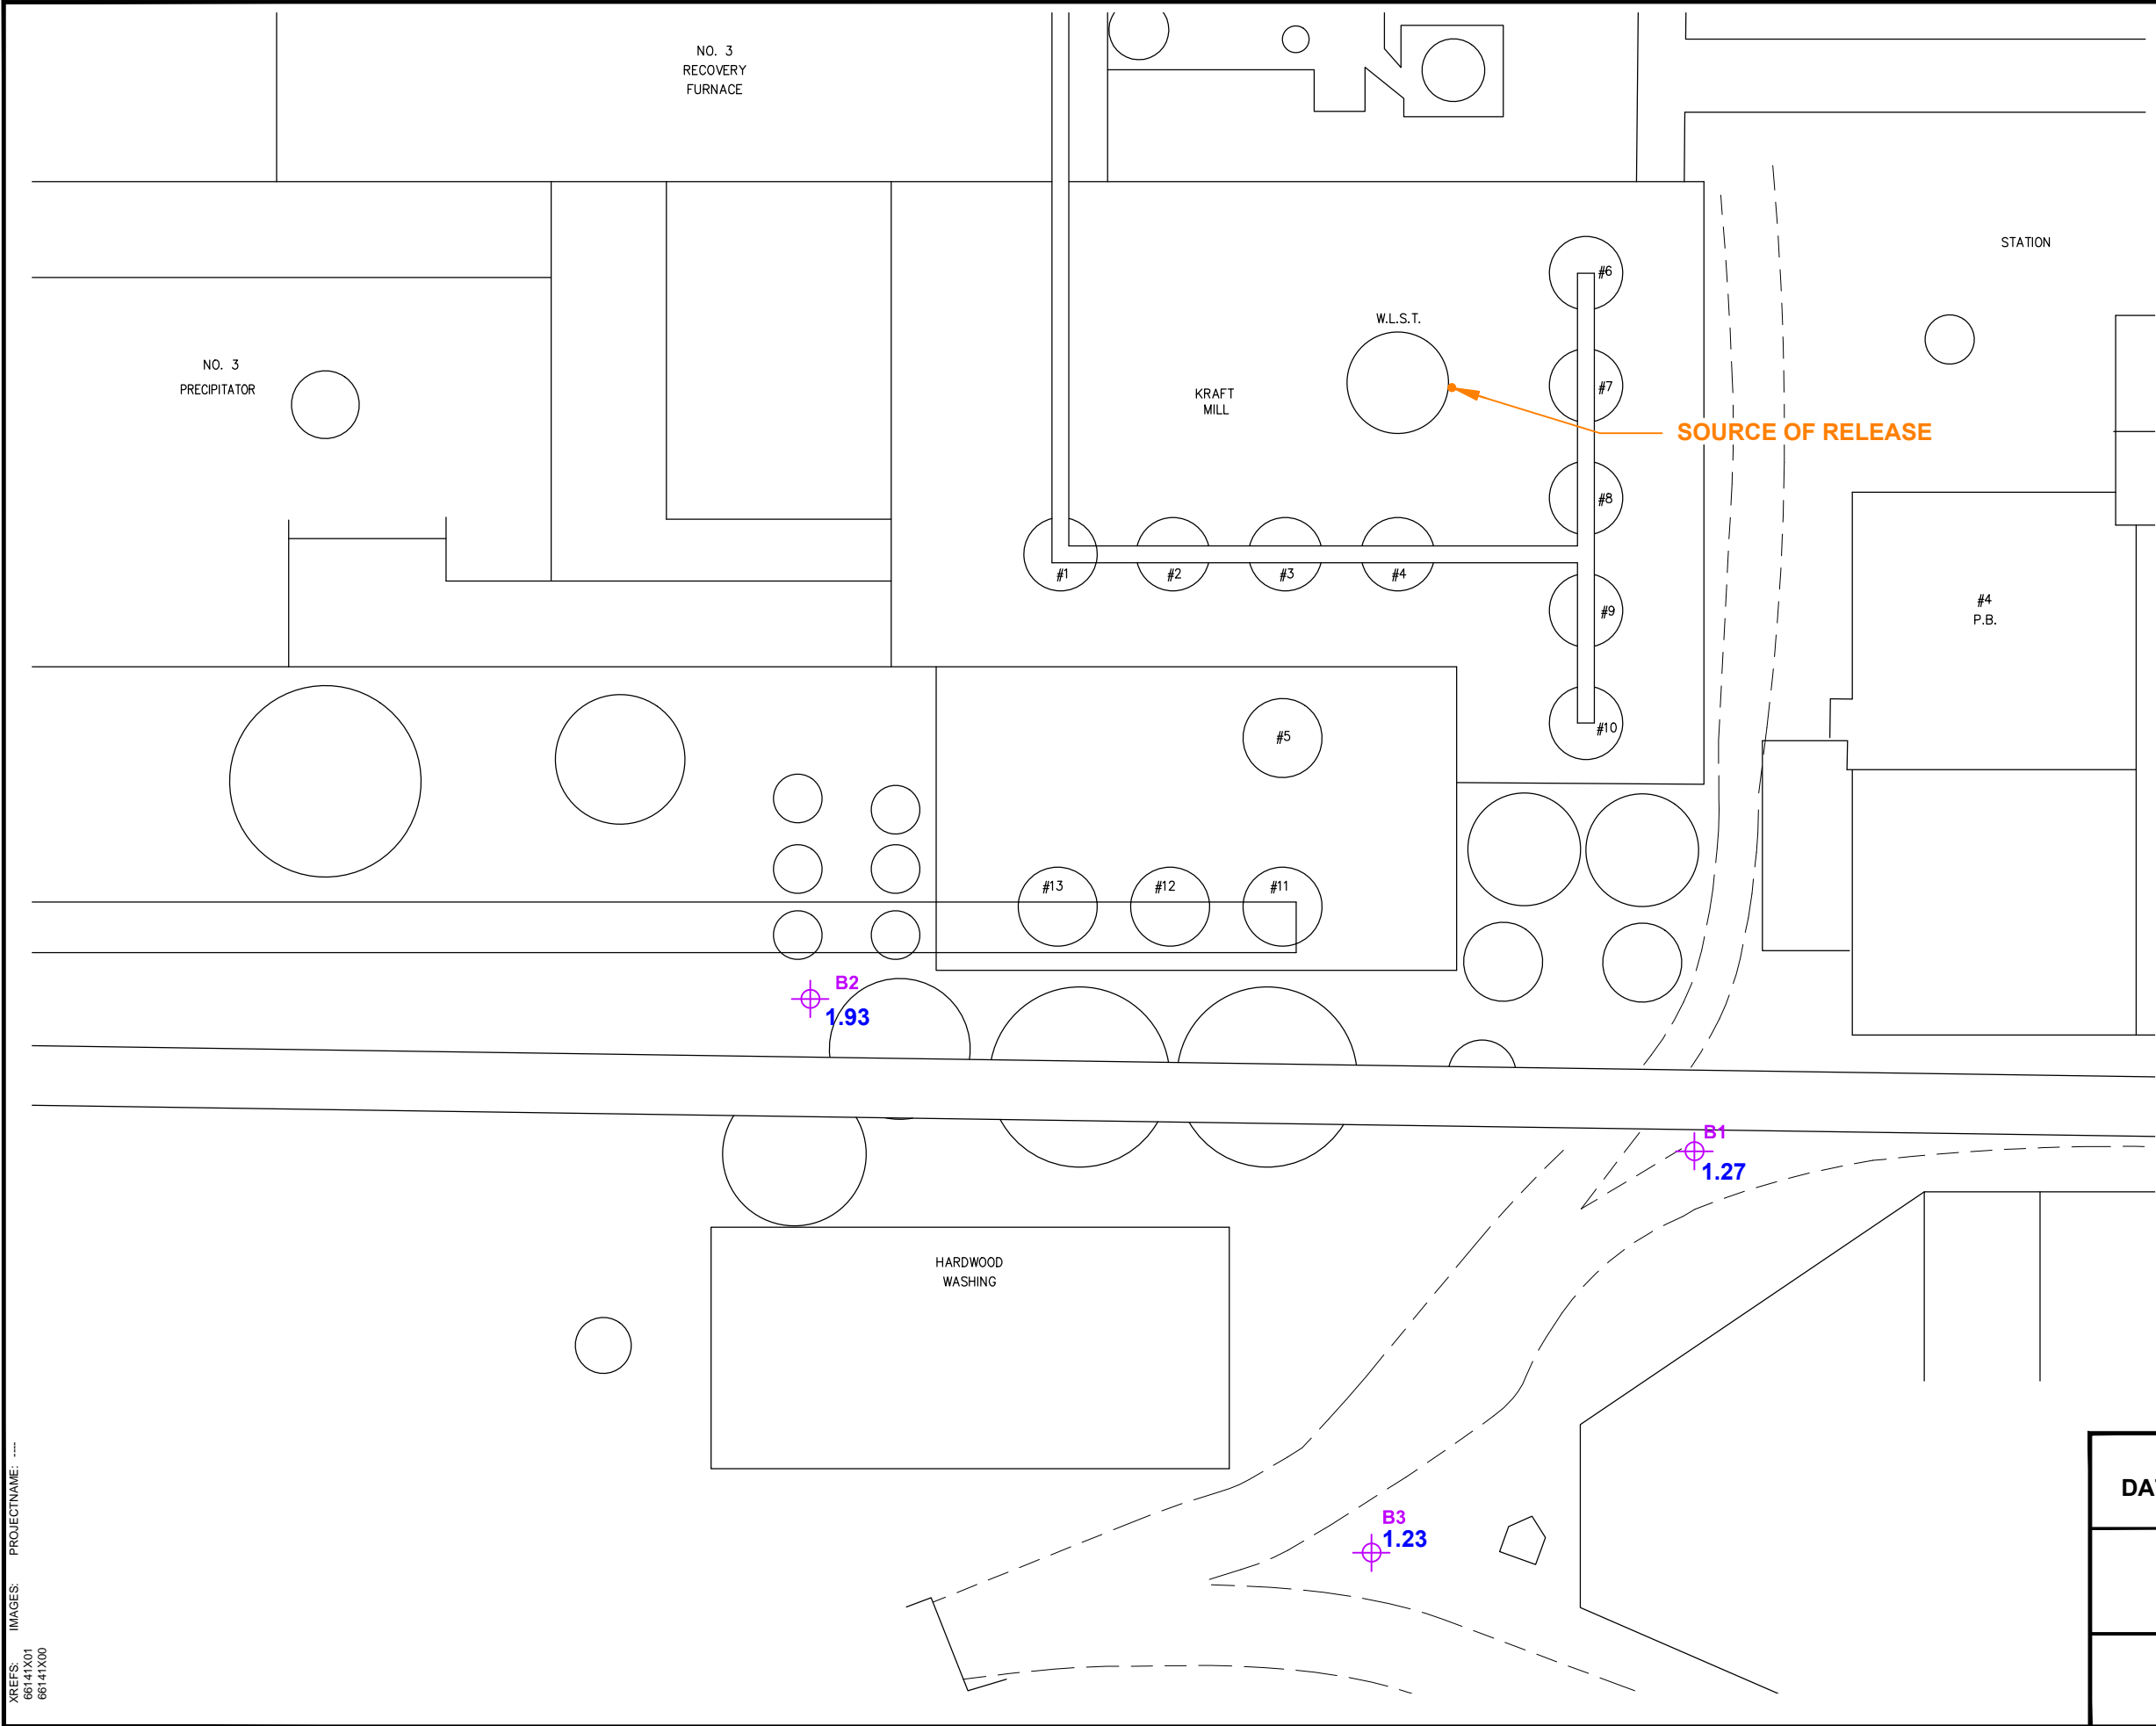 NO. 3
RECOVERY
FURNACE
STATION
#6
W.L.S.T.
NO. 3
PRECIPITATOR
KRAFT
MILL
#7
SOURCE OF RELEASE
#8
#1
#2
#3
#4
#9
#4
P.B.
#10
#5
#13
#12
#11
B2
1.93
B1
1.27
HARDWOOD
WASHING
B3
1.23
XREFS: IMAGES: PROJECTNAME: ----
66141X01
66141X00